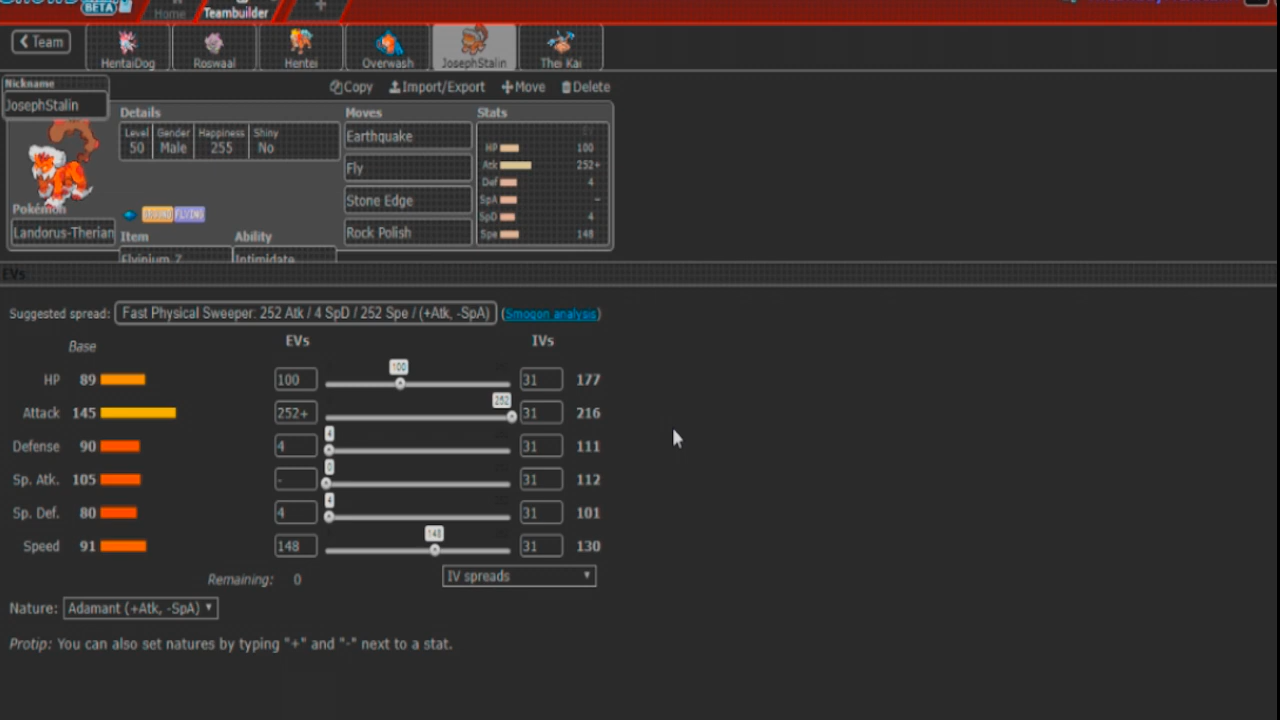 BETA
Home
Teambuilder
+
Team
HentaiDog
Roswaal
Hentei
Overwash
JosephStalin
Thei Kai
Nickname
JosephStalin
Copy
Import/Export
Move
Delete
Details
Level Gender Happiness Shiny
50 Male 255 No
Pokémon
Landorus-Therian
GROUND FLYING
Item
Flyinium Z
Ability
Intimidate
Moves
Earthquake
Fly
Stone Edge
Rock Polish
Stats
EV
HP 100
Atk 252+
Def 4
SpA -
SpD 4
Spe 148
EVs
Suggested spread: Fast Physical Sweeper: 252 Atk / 4 SpD / 252 Spe / (+Atk, -SpA) (Smogon analysis)
Base EVs IVs
HP 89 100 100 31 177
Attack 145 252+ 252 31 216
Defense 90 4 4 31 111
Sp. Atk. 105 - 0 31 112
Sp. Def. 80 4 4 31 101
Speed 91 148 148 31 130
Remaining: 0
IV spreads
Nature: Adamant (+Atk, -SpA)
Protip: You can also set natures by typing "+" and "-" next to a stat.